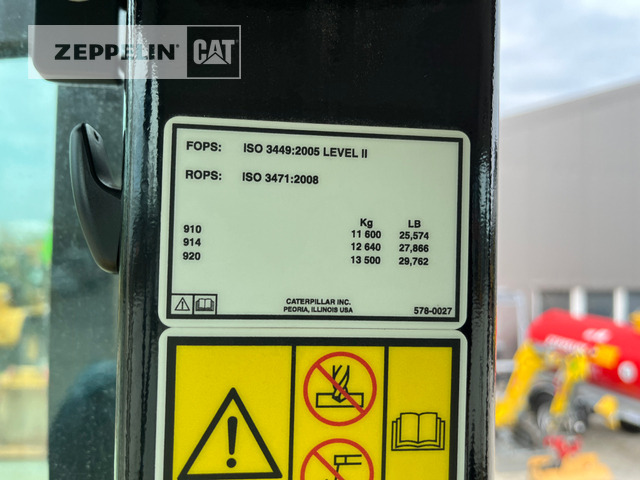 ZEPPELIN CAT
FOPS: ISO 3449:2005 LEVEL II
ROPS: ISO 3471:2008
Kg LB
910 11 600 25,574
914 12 640 27,866
920 13 500 29,762
CATERPILLAR INC.
PEORIA, ILLINOIS USA
578-0027